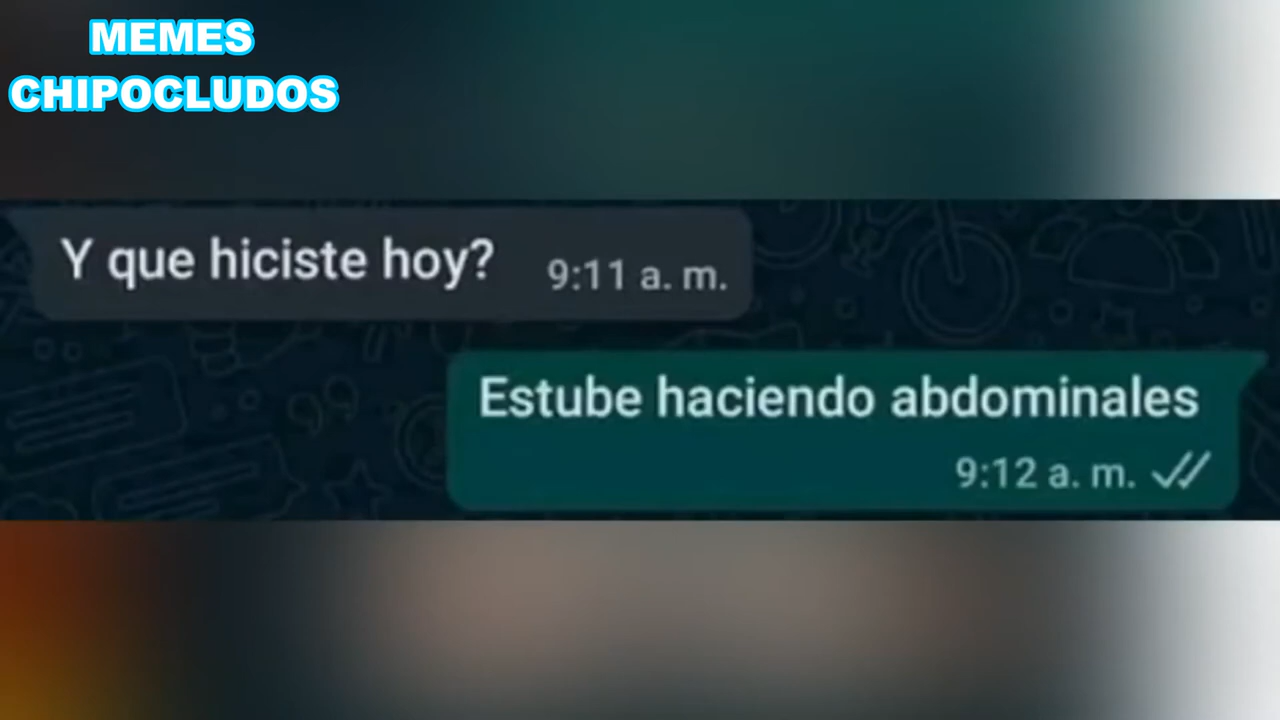 MEMES
CHIPOCLUDOS
Y que hiciste hoy?
9:11 a. m.
Estube haciendo abdominales
9:12 a. m.